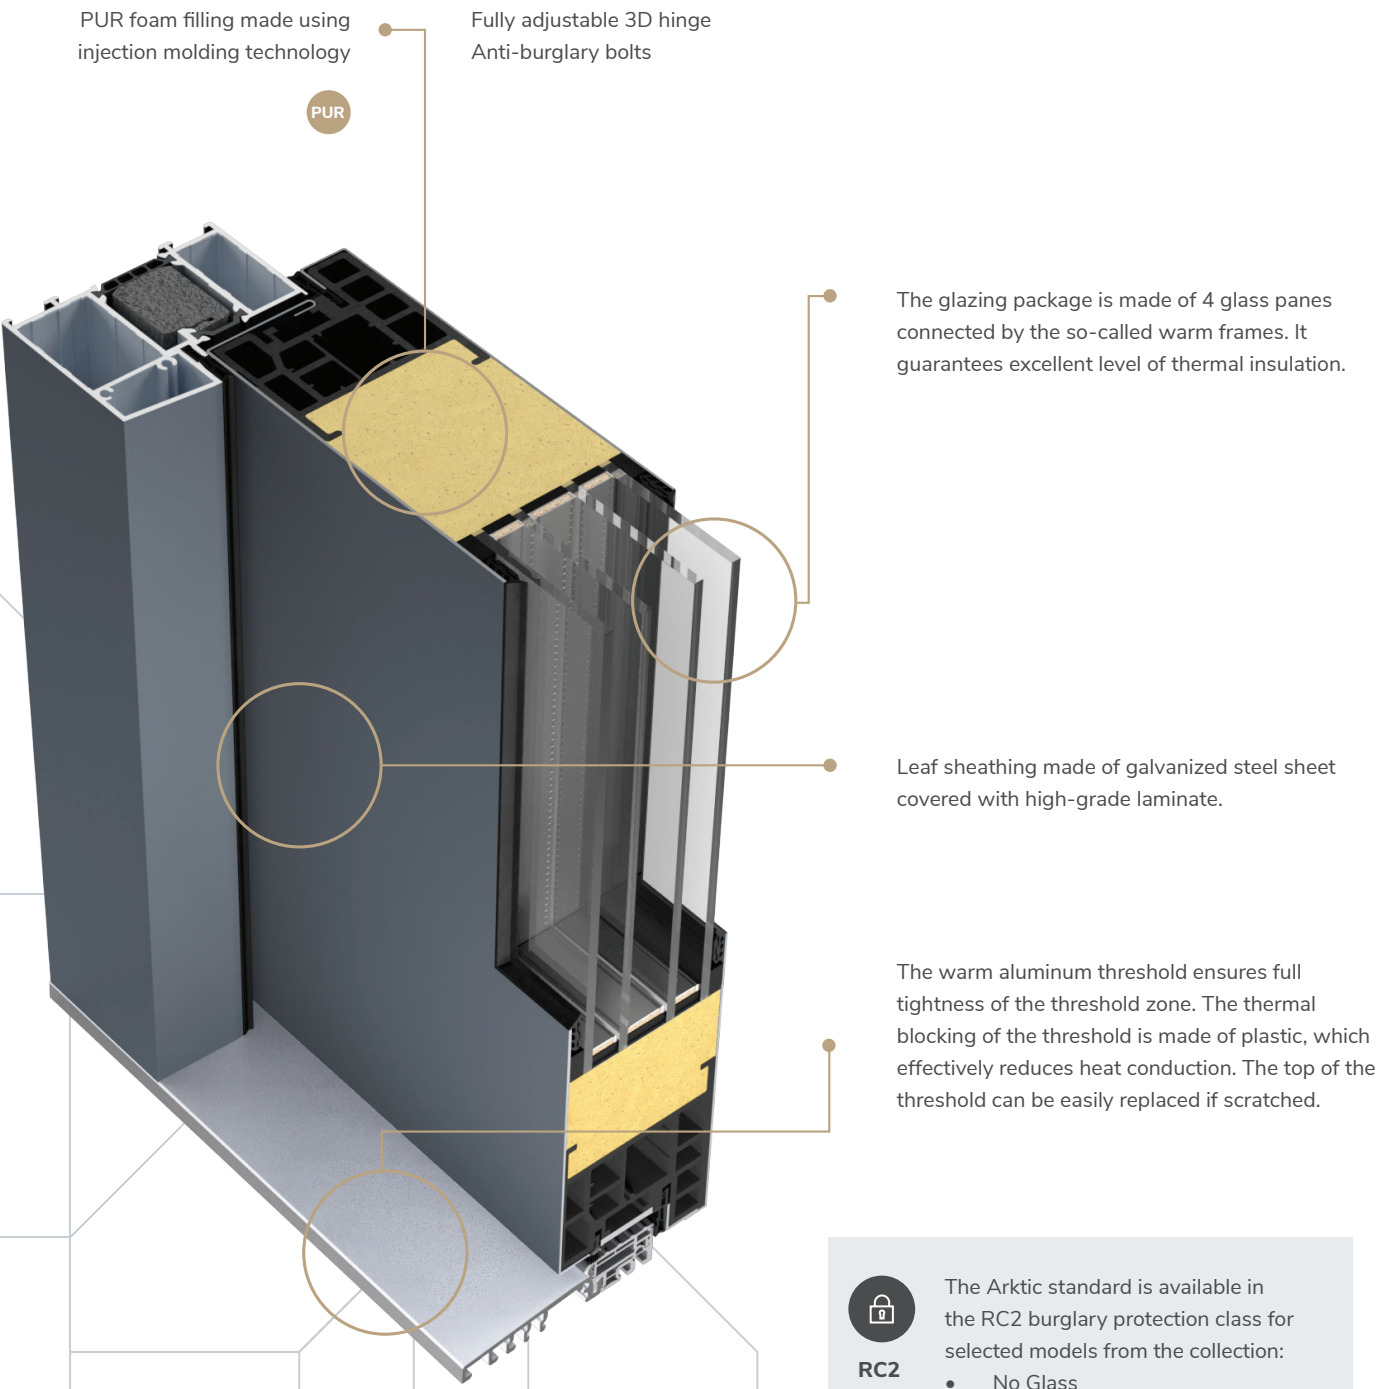 PUR foam filling made using
injection molding technology
PUR
Fully adjustable 3D hinge
Anti-burglary bolts
The glazing package is made of 4 glass panes
connected by the so-called warm frames. It
guarantees excellent level of thermal insulation.
Leaf sheathing made of galvanized steel sheet
covered with high-grade laminate.
The warm aluminum threshold ensures full
tightness of the threshold zone. The thermal
blocking of the threshold is made of plastic, which
effectively reduces heat conduction. The top of the
threshold can be easily replaced if scratched.
RC2
The Arktic standard is available in
the RC2 burglary protection class for
selected models from the collection:
• No Glass